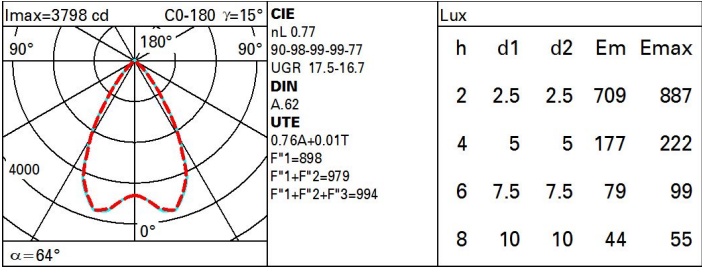 Imax=3798 cd C0-180 γ=15°
90° 180° 90°
4000
0°
α=64°
CIE
nL 0.77
90-98-99-99-77
UGR 17.5-16.7
DIN
A.62
UTE
0.76A+0.01T
F"1=898
F"1+F"2=979
F"1+F"2+F"3=994
Lux
h d1 d2 Em Emax
2 2.5 2.5 709 887
4 5 5 177 222
6 7.5 7.5 79 99
8 10 10 44 55